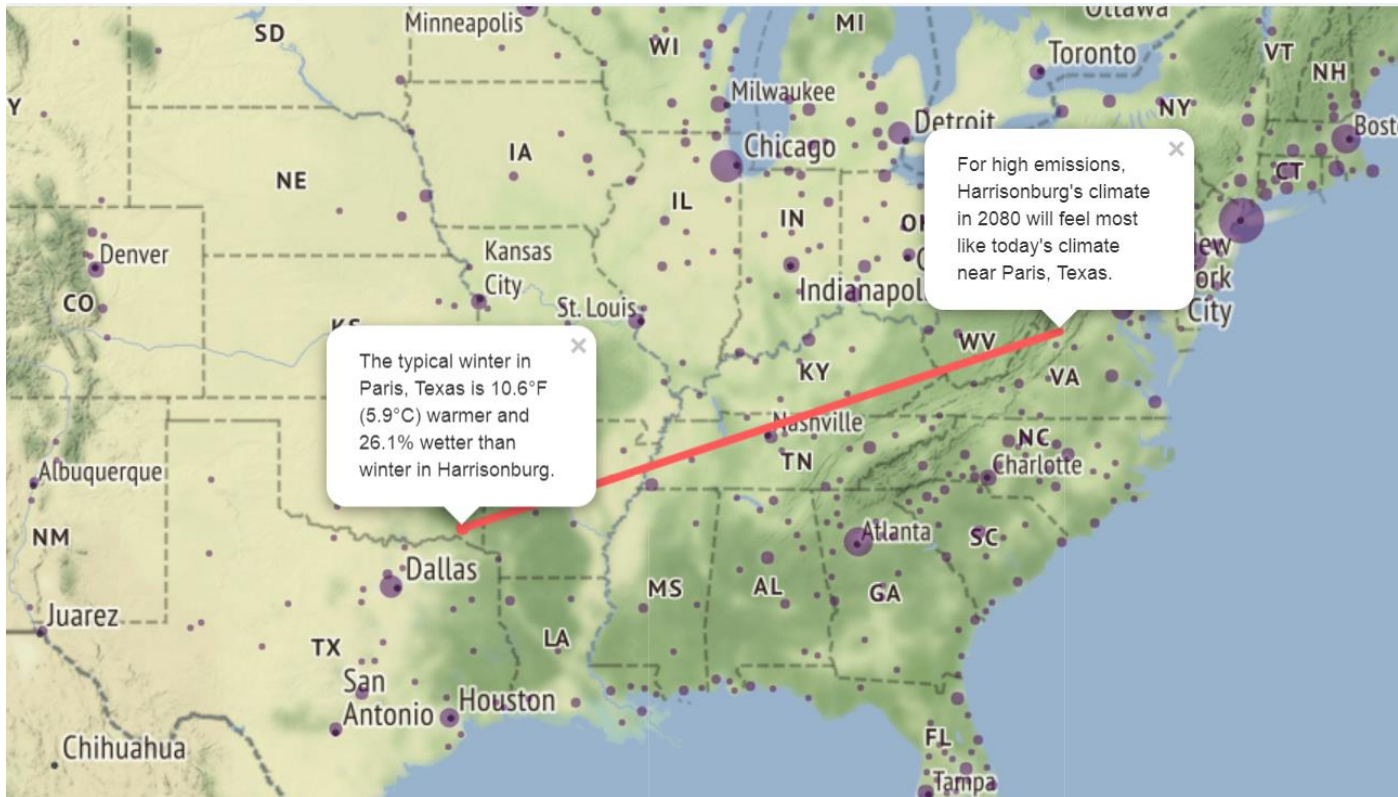 Minneapolis
SD
WI
MI
Ottawa
Toronto
VT
NH
NY
Milwaukee
Detroit
Bost
Y
IA
Chicago
CT
NE
IL
IN
For high emissions,
Harrisonburg's climate
in 2080 will feel most
like today's climate
near Paris, Texas.
×
Denver
Kansas
City
Indianapol
ew
ork
City
CO
St. Louis
KS
WV
The typical winter in
Paris, Texas is 10.6°F
(5.9°C) warmer and
26.1% wetter than
winter in Harrisonburg.
×
KY
VA
Nashville
NC
TN
Charlotte
Albuquerque
NM
Atlanta
SC
Dallas
MS
AL
GA
Juarez
TX
LA
San
Antonio
Houston
Chihuahua
FL
Tampa